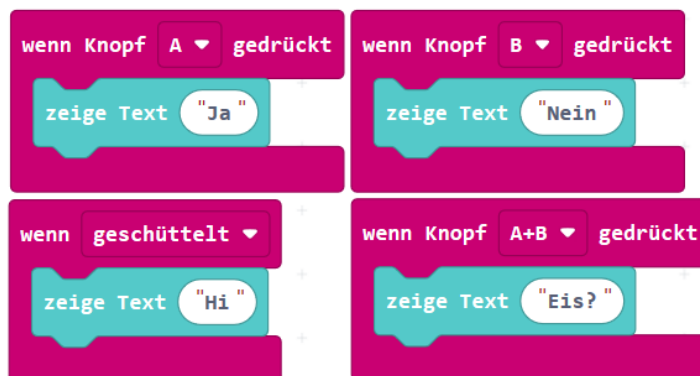 wenn Knopf A gedrückt
zeige Text "Ja"
wenn Knopf B gedrückt
zeige Text "Nein"
wenn geschüttelt
zeige Text "Hi"
wenn Knopf A+B gedrückt
zeige Text "Eis?"